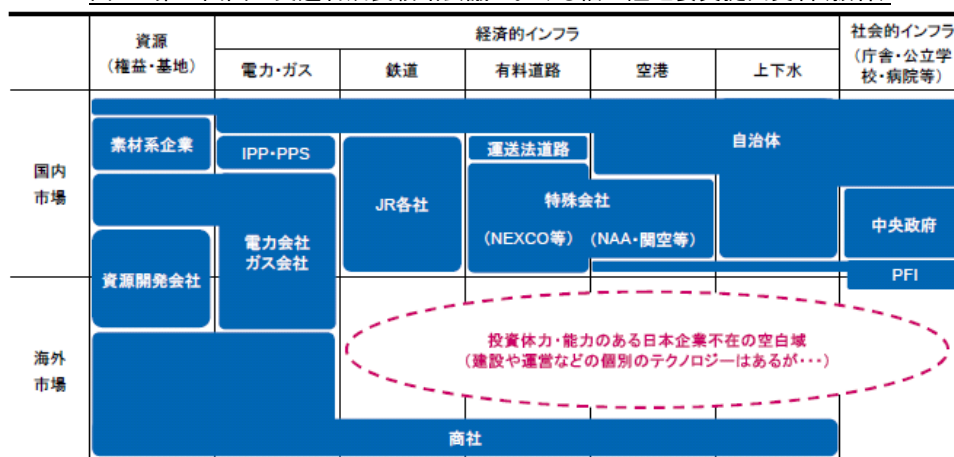 資源
(権益・基地)
経済的インフラ
社会的インフラ
(庁舎・公立学
校・病院等)
電力・ガス
鉄道
有料道路
空港
上下水
国内
市場
素材系企業
IPP・PPS
運送法道路
自治体
JR各社
特殊会社
(NEXCO等)
(NAA・関空等)
中央政府
電力会社
ガス会社
資源開発会社
PFI
海外
市場
投資体力・能力のある日本企業不在の空白域
(建設や運営などの個別のテクノロジーはあるが・・・)
商社